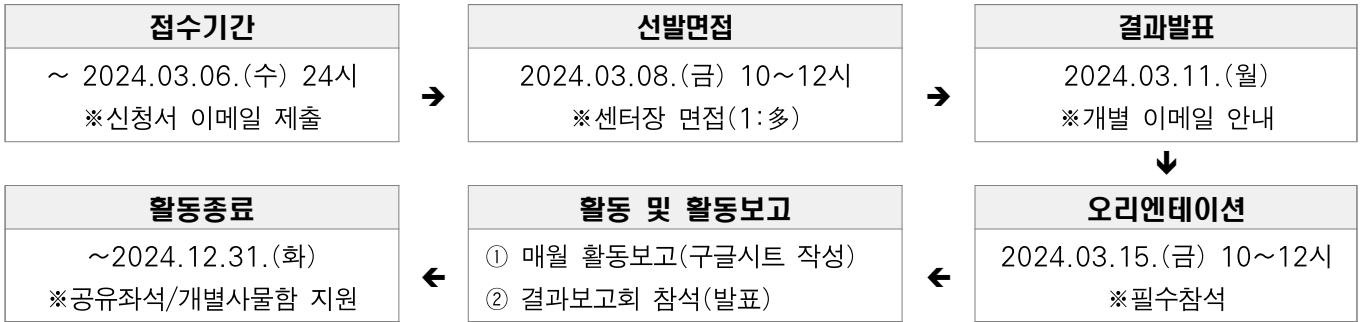 접수기간
~ 2024.03.06.(수) 24시
※신청서 이메일 제출
➔
선발면접
2024.03.08.(금) 10~12시
※센터장 면접(1:多)
➔
결과발표
2024.03.11.(월)
※개별 이메일 안내
🡻
오리엔테이션
2024.03.15.(금) 10~12시
※필수참석
🡸
활동 및 활동보고
① 매월 활동보고(구글시트 작성)
② 결과보고회 참석(발표)
🡸
활동종료
~2024.12.31.(화)
※공유좌석/개별사물함 지원